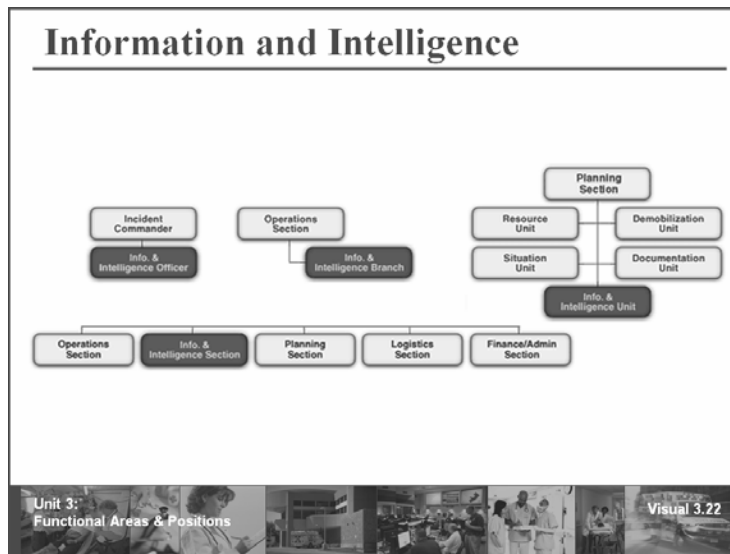 Information and Intelligence
Incident
Commander
Info. &
Intelligence Officer
Operations
Section
Info. &
Intelligence Branch
Planning
Section
Resource
Unit
Demobilization
Unit
Situation
Unit
Documentation
Unit
Info. &
Intelligence Unit
Operations
Section
Info. &
Intelligence Section
Planning
Section
Logistics
Section
Finance/Admin
Section
Unit 3:
Functional Areas & Positions
Visual 3.22